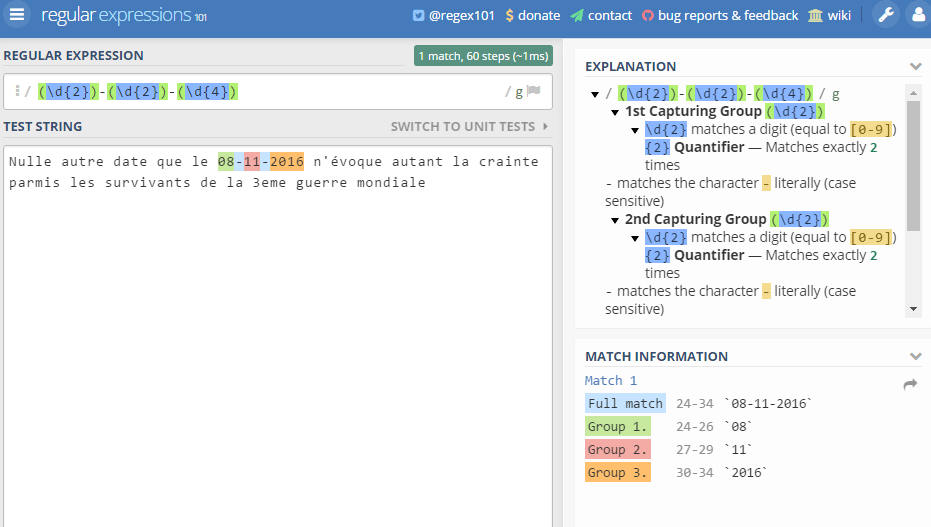 regular expressions 101
@regex101 $ donate contact bug reports & feedback wiki
REGULAR EXPRESSION
1 match, 60 steps (~1ms)
/ (\d{2})-(\d{2})-(\d{4})
/ g
TEST STRING
SWITCH TO UNIT TESTS
Nulle autre date que le 08-11-2016 n'évoque autant la crainte
parmis les survivants de la 3eme guerre mondiale
EXPLANATION
/ (\d{2})-(\d{2})-(\d{4}) / g
1st Capturing Group (\d{2})
\d{2} matches a digit (equal to [0-9])
{2} Quantifier — Matches exactly 2
times
- matches the character - literally (case
sensitive)
2nd Capturing Group (\d{2})
\d{2} matches a digit (equal to [0-9])
{2} Quantifier — Matches exactly 2
times
- matches the character - literally (case
sensitive)
MATCH INFORMATION
Match 1
Full match 24-34 `08-11-2016`
Group 1. 24-26 `08`
Group 2. 27-29 `11`
Group 3. 30-34 `2016`